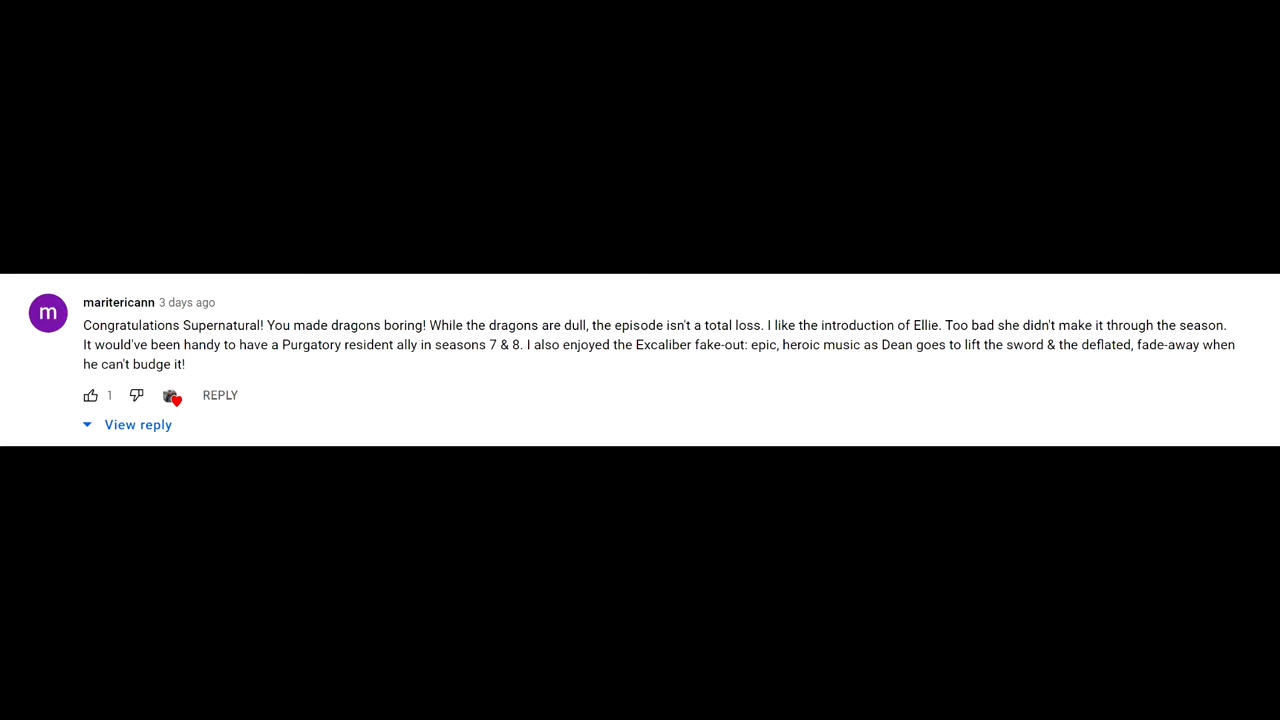 m
maritericann 3 days ago
Congratulations Supernatural! You made dragons boring! While the dragons are dull, the episode isn't a total loss. I like the introduction of Ellie. Too bad she didn't make it through the season.
It would've been handy to have a Purgatory resident ally in seasons 7 & 8. I also enjoyed the Excaliber fake-out: epic, heroic music as Dean goes to lift the sword & the deflated, fade-away when
he can't budge it!
1 REPLY
View reply